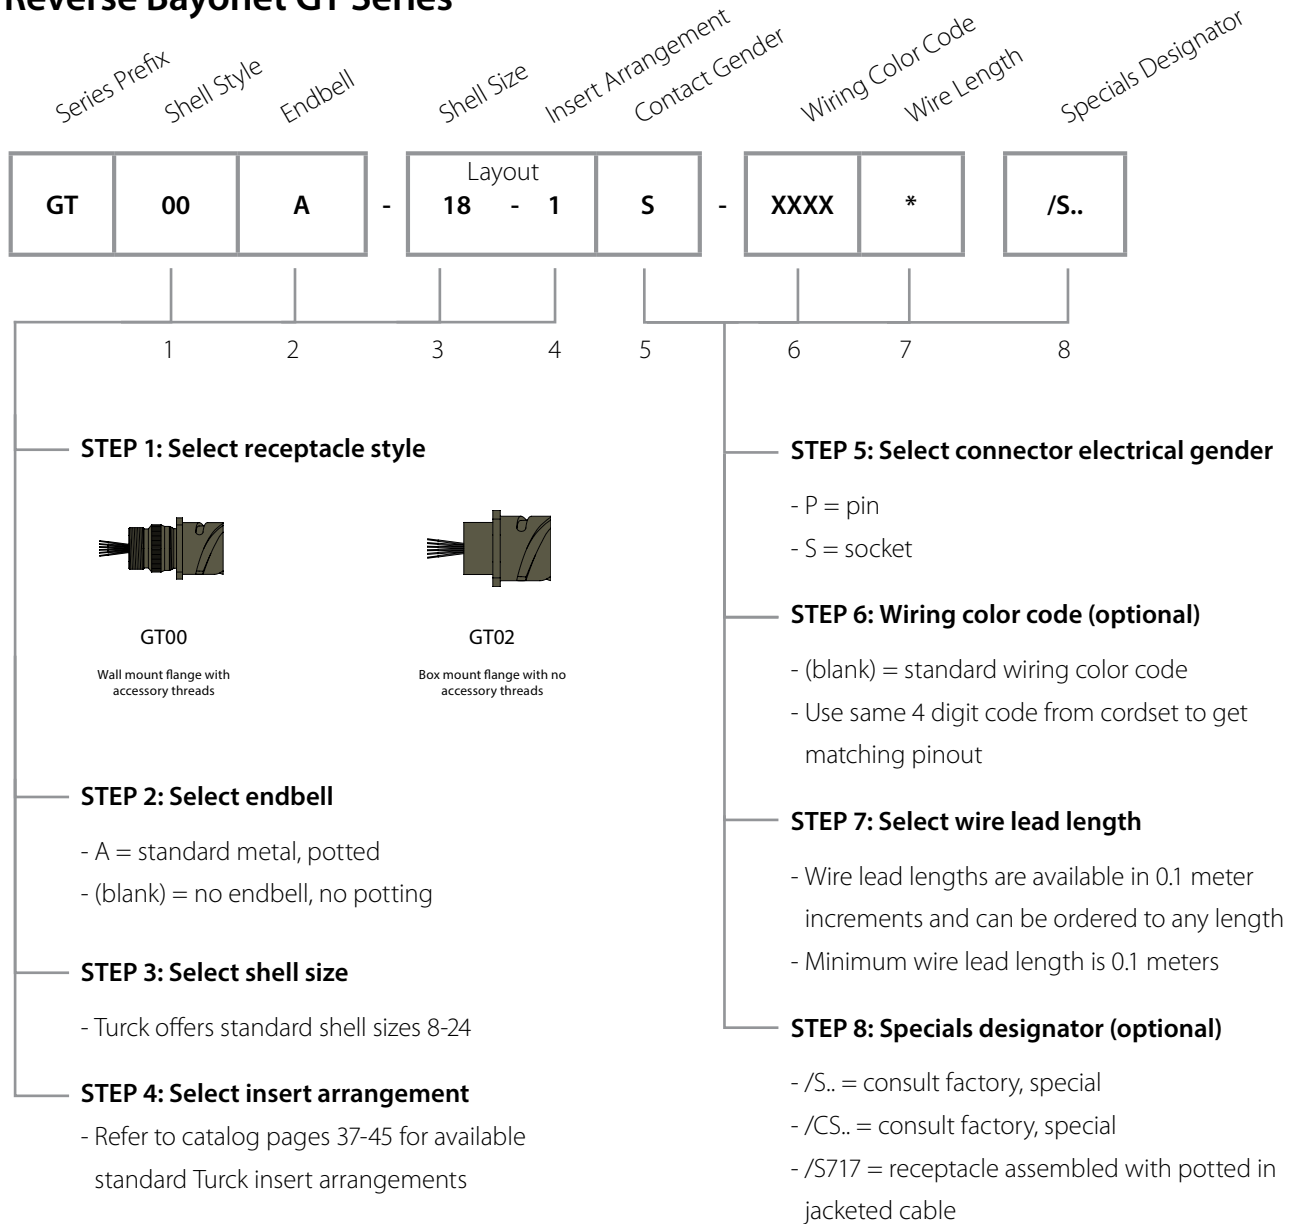 Reverse Bayonet GT Series
Series Prefix
Shell Style
Endbell
Shell Size
Insert Arrangement
Contact Gender
Wiring Color Code
Wire Length
Specials Designator
Layout
GT 00 A - 18 - 1 S - XXXX * /S..
1 2 3 4 5 6 7 8
STEP 1: Select receptacle style
GT00
Wall mount flange with
accessory threads
GT02
Box mount flange with no
accessory threads
STEP 2: Select endbell
- A = standard metal, potted
- (blank) = no endbell, no potting
STEP 3: Select shell size
- Turck offers standard shell sizes 8-24
STEP 4: Select insert arrangement
- Refer to catalog pages 37-45 for available
standard Turck insert arrangements
STEP 5: Select connector electrical gender
- P = pin
- S = socket
STEP 6: Wiring color code (optional)
- (blank) = standard wiring color code
- Use same 4 digit code from cordset to get
matching pinout
STEP 7: Select wire lead length
- Wire lead lengths are available in 0.1 meter
increments and can be ordered to any length
- Minimum wire lead length is 0.1 meters
STEP 8: Specials designator (optional)
- /S.. = consult factory, special
- /CS.. = consult factory, special
- /S717 = receptacle assembled with potted in
jacketed cable